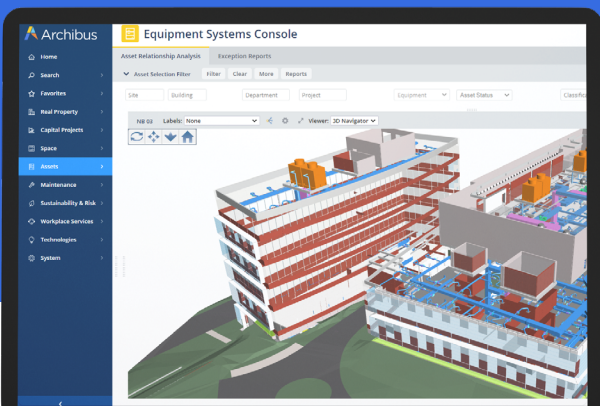 Archibus
Equipment Systems Console
Asset Relationship Analysis
Exception Reports
Asset Selection Filter
Filter
Clear
More
Reports
Site
Building
Department
Project
Equipment
Asset Status
Classific
NB 03
Labels: None
Viewer: 3D Navigator
Home
Search
Favorites
Real Property
Capital Projects
Space
Assets
Maintenance
Sustainability & Risk
Workplace Services
Technologies
System